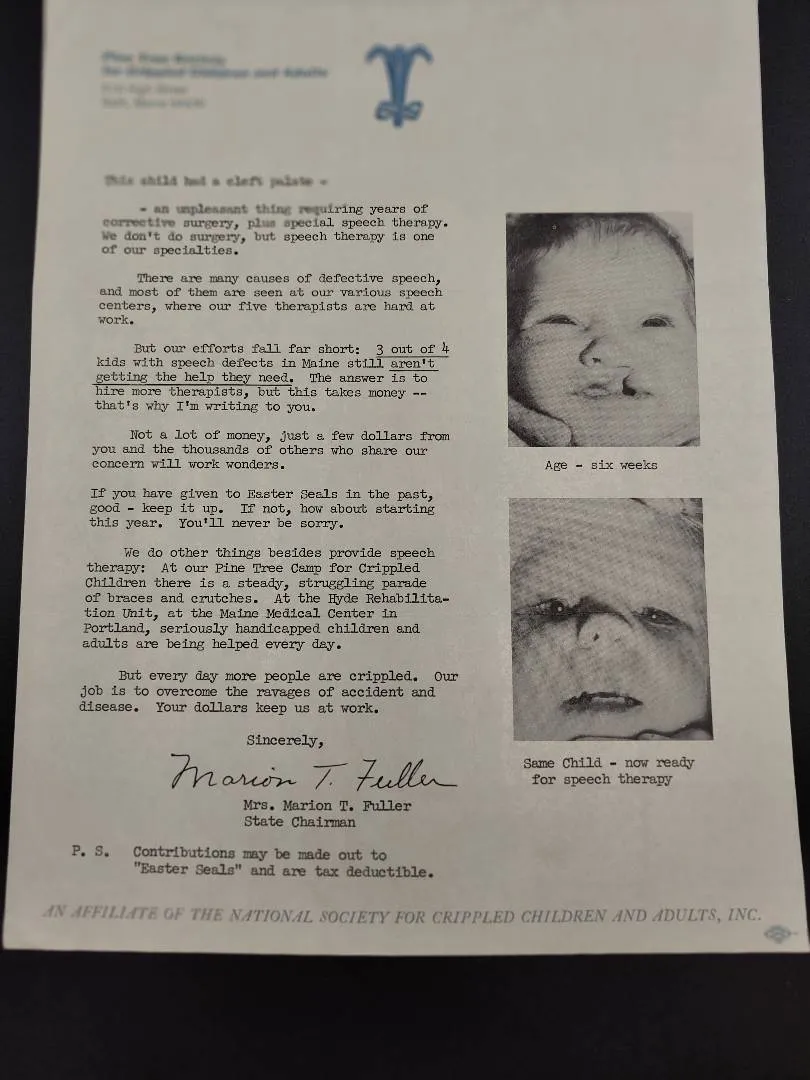 Pine Tree Society
for Crippled Children and Adults
This child had a cleft palate -
- an unpleasant thing requiring years of
corrective surgery, plus special speech therapy.
We don't do surgery, but speech therapy is one
of our specialties.
There are many causes of defective speech,
and most of them are seen at our various speech
centers, where our five therapists are hard at
work.
But our efforts fall far short: 3 out of 4
kids with speech defects in Maine still aren't
getting the help they need. The answer is to
hire more therapists, but this takes money --
that's why I'm writing to you.
Not a lot of money, just a few dollars from
you and the thousands of others who share our
concern will work wonders.
If you have given to Easter Seals in the past,
good - keep it up. If not, how about starting
this year. You'll never be sorry.
We do other things besides provide speech
therapy: At our Pine Tree Camp for Crippled
Children there is a steady, struggling parade
of braces and crutches. At the Hyde Rehabilita-
tion Unit, at the Maine Medical Center in
Portland, seriously handicapped children and
adults are being helped every day.
But every day more people are crippled. Our
job is to overcome the ravages of accident and
disease. Your dollars keep us at work.
Sincerely,
Marion T. Fuller
Mrs. Marion T. Fuller
State Chairman
P. S. Contributions may be made out to
"Easter Seals" and are tax deductible.
Age - six weeks
Same Child - now ready
for speech therapy
AN AFFILIATE OF THE NATIONAL SOCIETY FOR CRIPPLED CHILDREN AND ADULTS, INC.